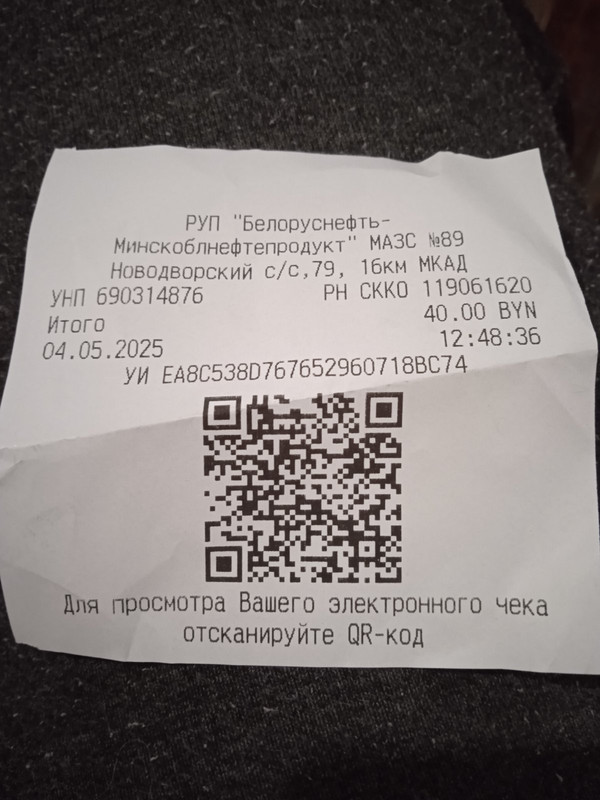 РУП "Белоруснефть-
Минскоблнефтепродукт" МАЗС №89
Новодворский с/с,79, 16км МКАД
УНП 690314876 РН СККО 119061620
Итого 40.00 BYN
04.05.2025 12:48:36
УИ EA8C538D767652960718BC74
Для просмотра Вашего электронного чека
отсканируйте QR-код